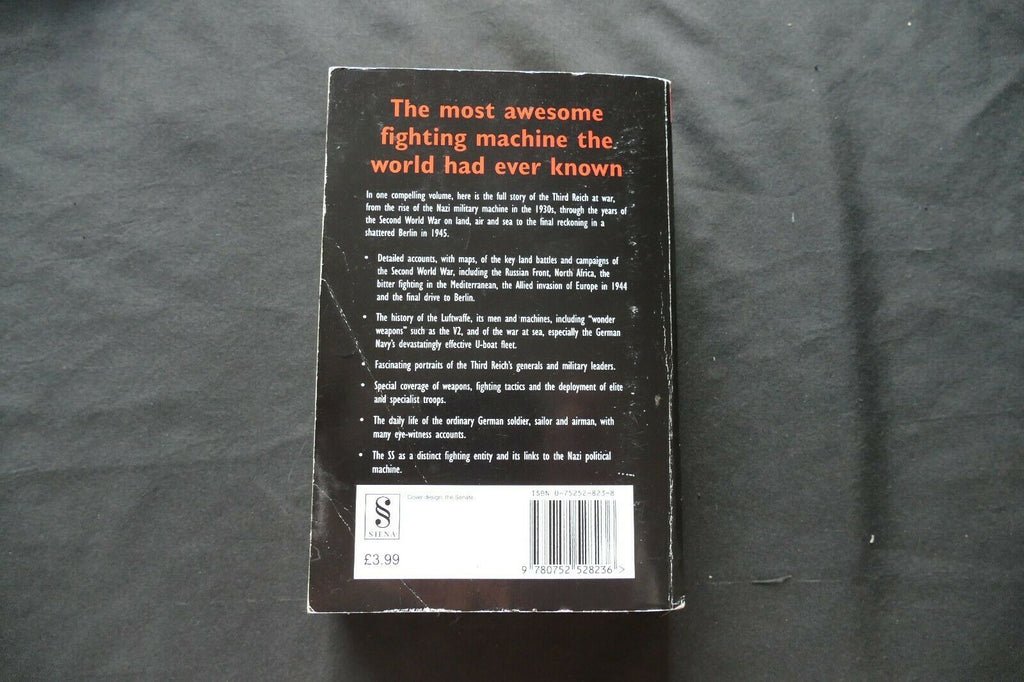 The most awesome
fighting machine the
world had ever known
In one compelling volume, here is the full story of the Third Reich at war,
from the rise of the Nazi military machine in the 1930s, through the years of
the Second World War on land, air and sea to the final reckoning in a
shattered Berlin in 1945.
• Detailed accounts, with maps, of the key land battles and campaigns of
the Second World War, including the Russian Front, North Africa, the
bitter fighting in the Mediterranean, the Allied invasion of Europe in 1944
and the final drive to Berlin.
• The history of the Luftwaffe, its men and machines, including "wonder
weapons" such as the V2, and of the war at sea, especially the German
Navy's devastatingly effective U-boat fleet.
• Fascinating portraits of the Third Reich's generals and military leaders.
• Special coverage of weapons, fighting tactics and the deployment of elite
and specialist troops.
• The daily life of the ordinary German soldier, sailor and airman, with
many eye-witness accounts.
• The SS as a distinct fighting entity and its links to the Nazi political
machine.
Cover design: the Senate
ISBN 0-75252-823-8
S
SIENA
£3.99
9 780752 528236 >